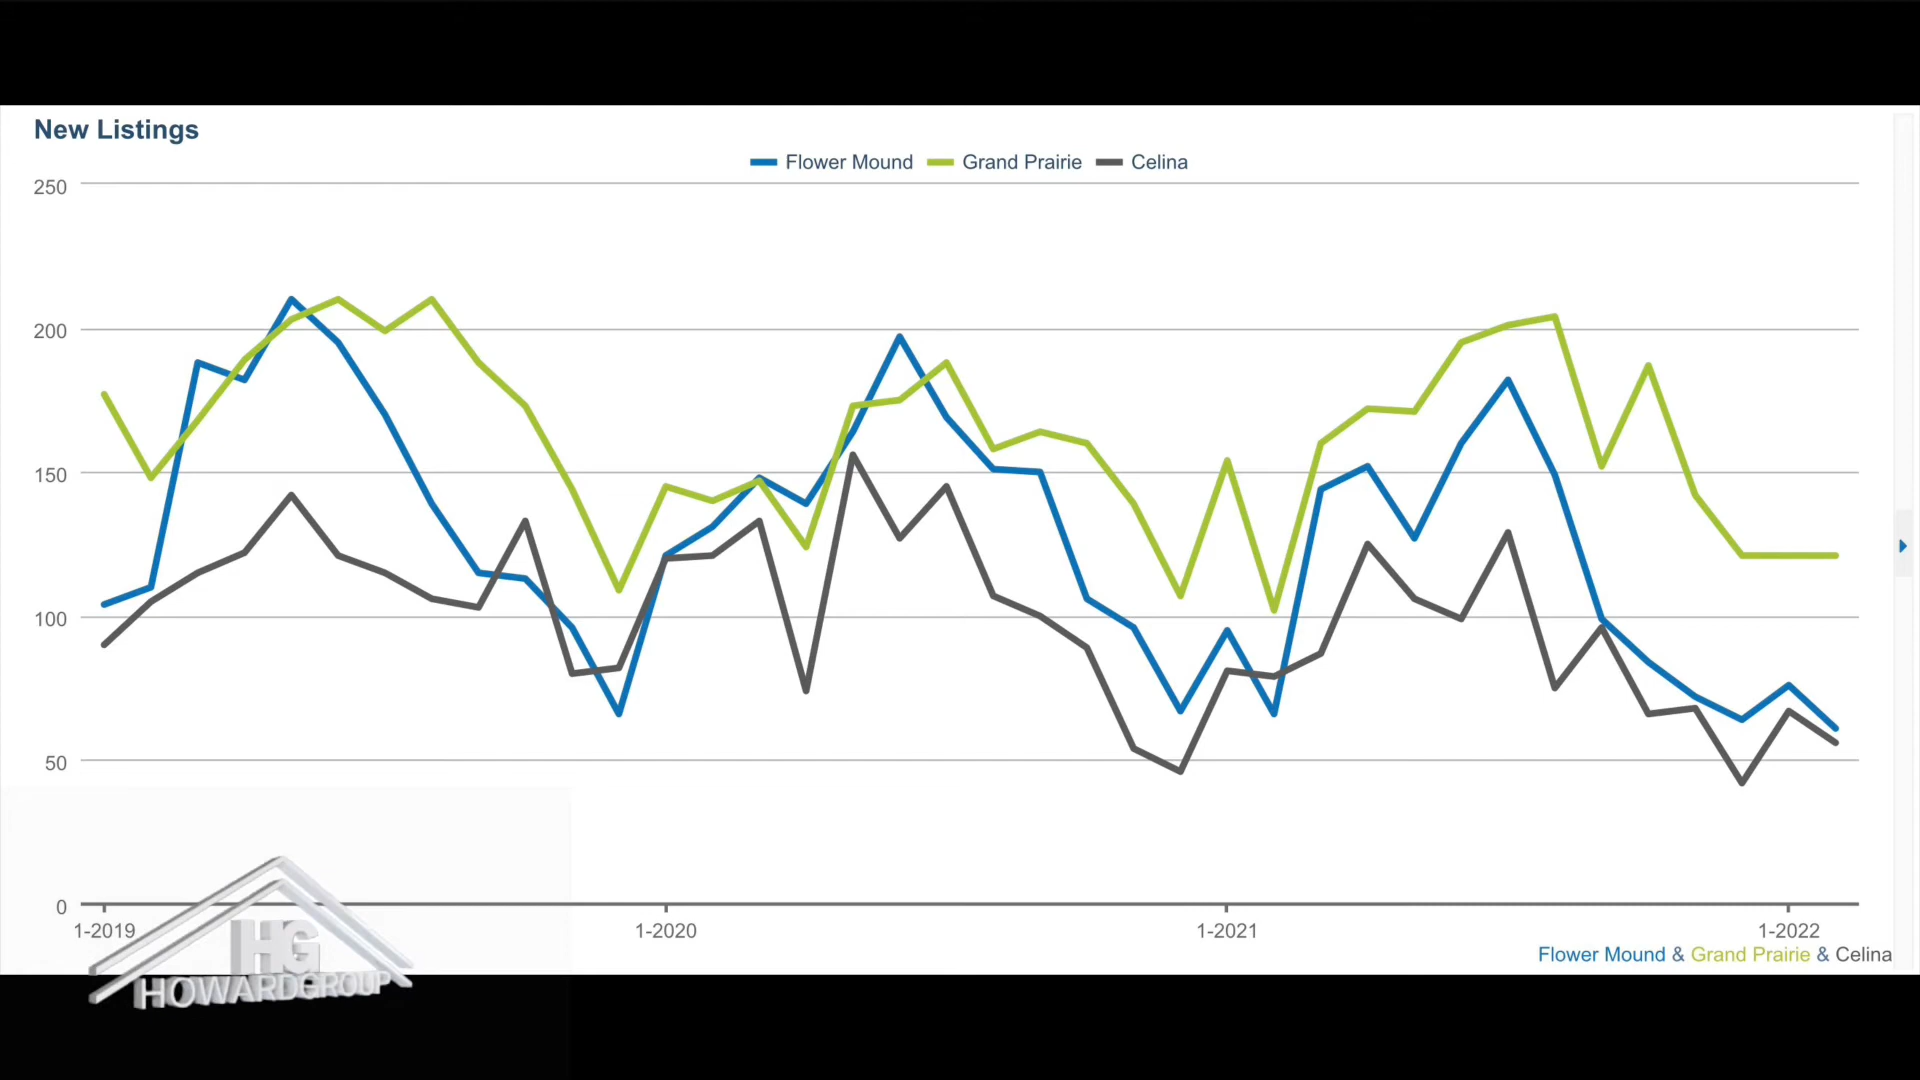 New Listings
Flower Mound Grand Prairie Celina
250
200
150
100
50
0
1-2019 1-2020 1-2021 1-2022
Flower Mound & Grand Prairie & Celina
HG
HOWARDGROUP